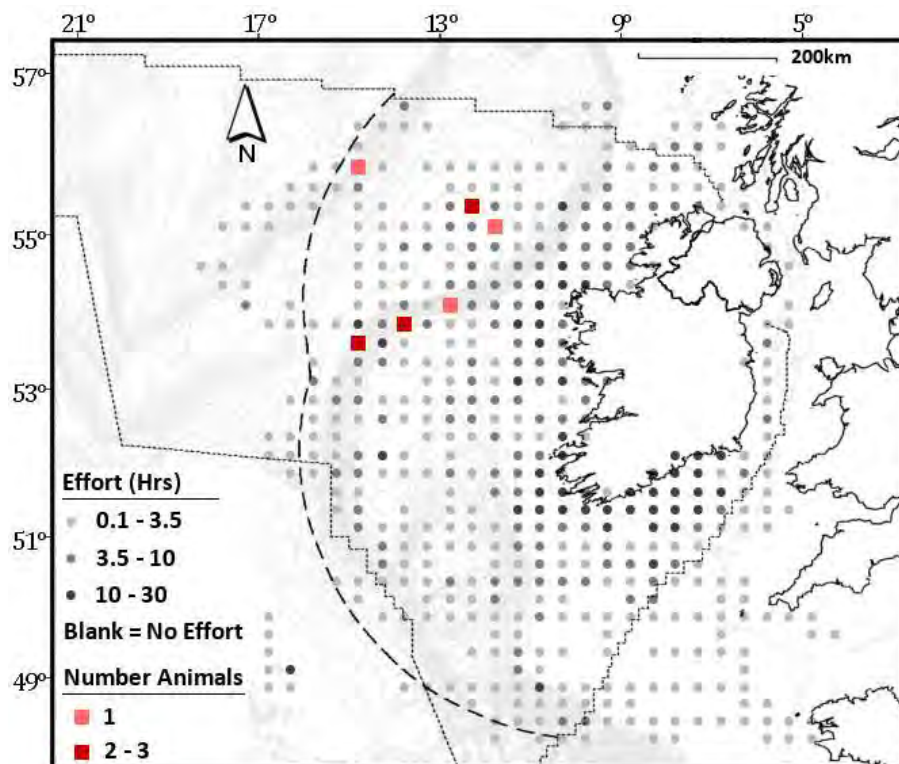 21° 17° 13° 9° 5°
200km
57°
N
55°
53°
Effort (Hrs)
0.1 - 3.5
51°
3.5 - 10
10 - 30
Blank = No Effort
49°
Number Animals
1
2 - 3